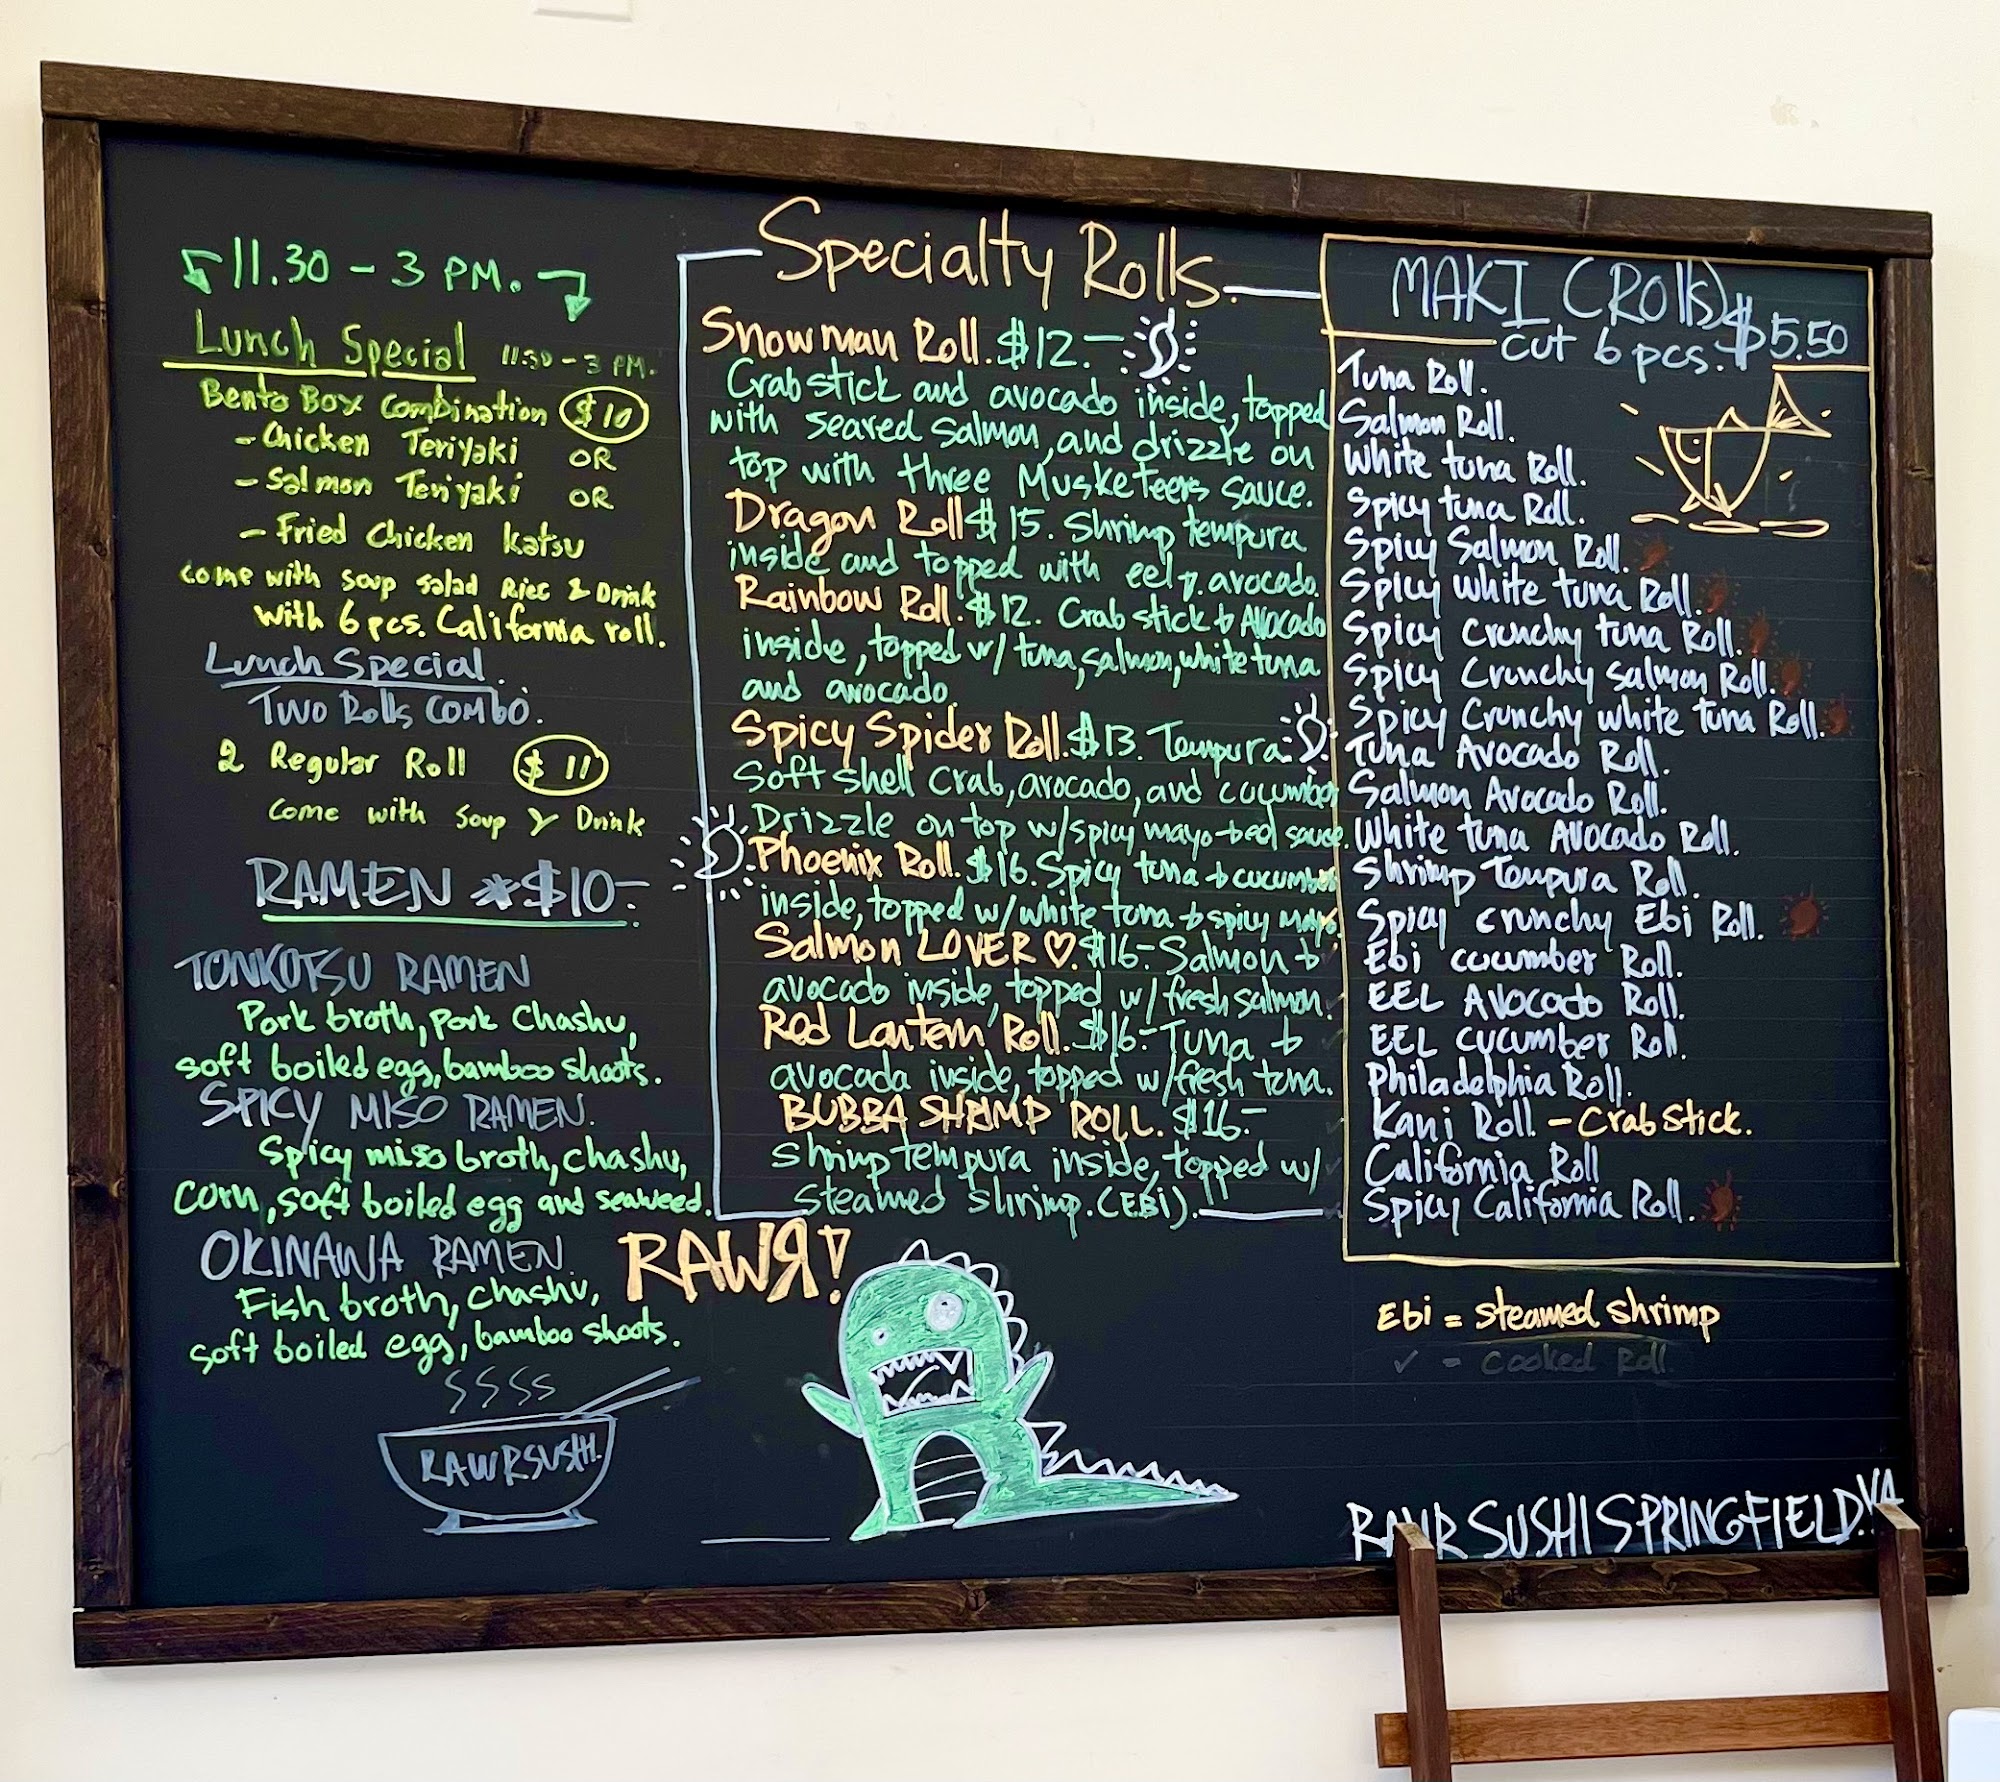 11.30 - 3 PM.
Lunch Special 11:30 - 3 PM.
Bento Box Combination $10
- Chicken Teriyaki OR
- Salmon Teriyaki OR
- Fried Chicken Katsu
come with soup salad Rice & Drink
with 6 pcs. California roll.
Lunch Special.
Two Rolls COMBO.
2 Regular Roll $11
come with Soup & Drink
RAMEN *$10-
TONKOTSU RAMEN
Pork broth, pork Chashu,
soft boiled egg, bamboo shoots.
SPICY MISO RAMEN.
Spicy miso broth, chashu,
corn, soft boiled egg and seaweed.
OKINAWA RAMEN
Fish broth, chashu,
soft boiled egg, bamboo shoots.
RAWRSUSHI.
Specialty Rolls.
Snowman Roll. $12.-
Crab stick and avocado inside, topped
with seared salmon, and drizzle on
top with three Musketeers sauce.
Dragon Roll $15. Shrimp tempura
inside and topped with eel & avocado.
Rainbow Roll. $12. Crab stick & Avocado
inside, topped w/ tuna, salmon, white tuna
and avocado.
Spicy Spider Roll. $13. Tempura
Soft shell crab, avocado, and cucumber
Drizzle on top w/ spicy mayo & eel sauce.
Phoenix Roll. $16. Spicy tuna & cucumber
inside, topped w/ white tuna & spicy mayo.
Salmon LOVER ♡. $16- Salmon &
avocado inside, topped w/ fresh salmon.
Red Lantern Roll. $16- Tuna &
avocado inside, topped w/ fresh tuna.
BUBBA SHRIMP ROLL. $16-
shrimp tempura inside, topped w/
steamed shrimp. (EBI).
RAWЯ!
MAKI (Rolls)
cut 6 pcs. $5.50
Tuna Roll.
Salmon Roll.
White tuna Roll.
Spicy tuna Roll.
Spicy Salmon Roll.
Spicy White tuna Roll.
Spicy Crunchy tuna Roll.
Spicy Crunchy Salmon Roll.
Spicy Crunchy white tuna Roll.
Tuna Avocado Roll.
Salmon Avocado Roll.
White tuna Avocado Roll.
Shrimp Tempura Roll.
Spicy crunchy Ebi Roll.
Ebi cucumber Roll.
EEL Avocado Roll.
EEL cucumber Roll.
Philadelphia Roll.
Kani Roll - Crab stick.
California Roll
Spicy California Roll.
Ebi = steamed shrimp
✓ = cooked Roll
RAWR SUSHI SPRINGFIELD. VA